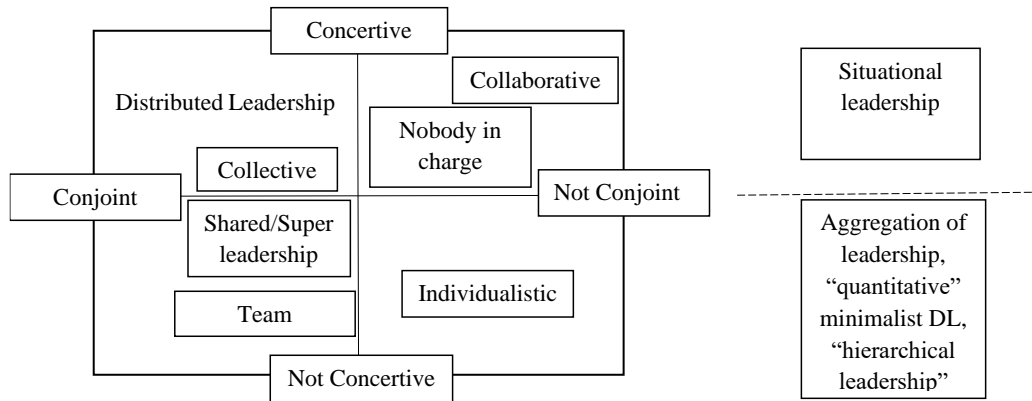 Concertive
Collaborative
Distributed Leadership
Nobody in
charge
Collective
Conjoint
Not Conjoint
Shared/Super
leadership
Individualistic
Team
Not Concertive
Situational
leadership
Aggregation of
leadership,
“quantitative”
minimalist DL,
“hierarchical
leadership”